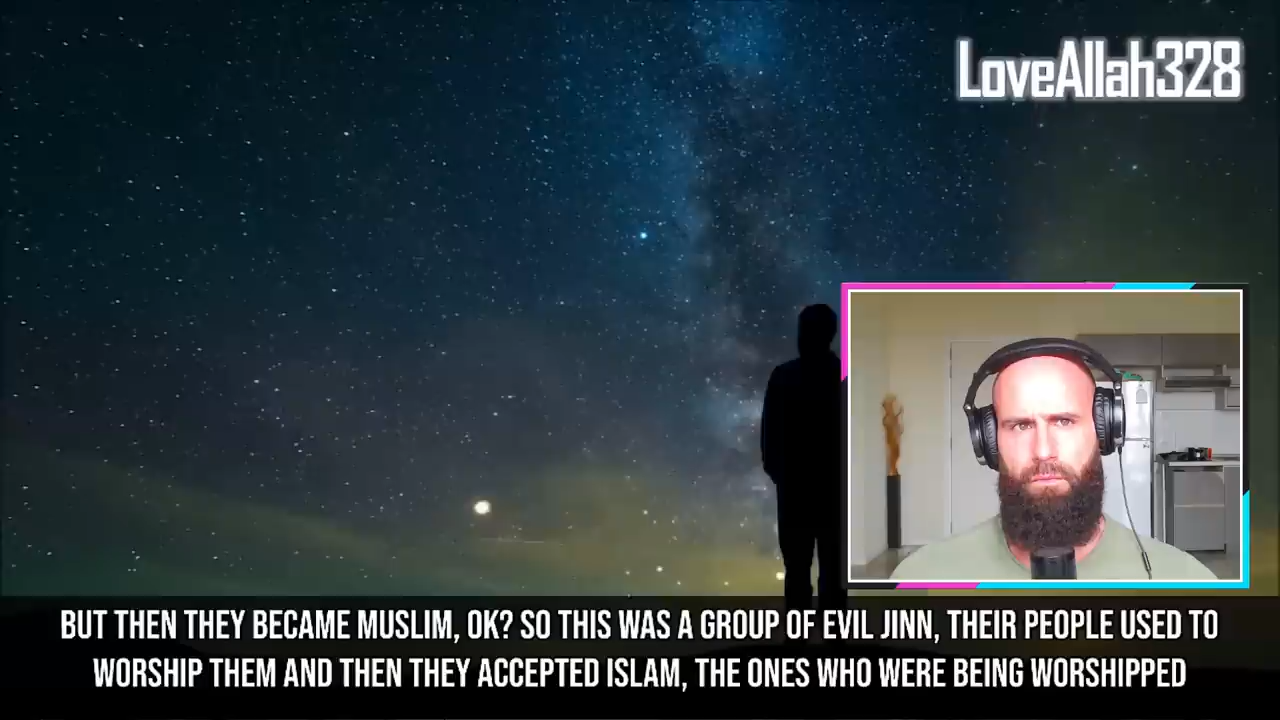 LoveAllah328
BUT THEN THEY BECAME MUSLIM, OK? SO THIS WAS A GROUP OF EVIL JINN, THEIR PEOPLE USED TO
WORSHIP THEM AND THEN THEY ACCEPTED ISLAM, THE ONES WHO WERE BEING WORSHIPPED